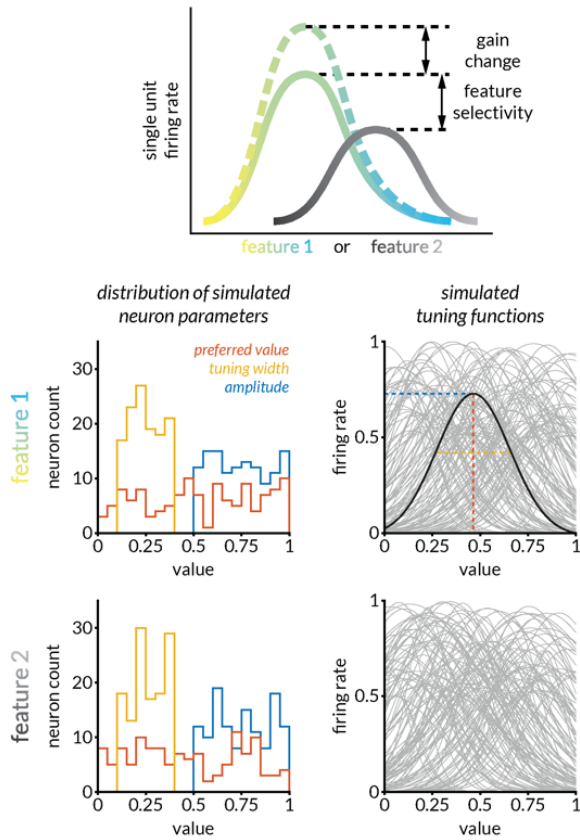 single unit
firing rate
gain
change
feature
selectivity
feature 1 or feature 2
distribution of simulated
neuron parameters
simulated
tuning functions
feature 1
neuron count
30
20
10
0
preferred value
tuning width
amplitude
0 0.25 0.5 0.75 1
value
firing rate
1
0.5
0
0 0.25 0.5 0.75 1
value
feature 2
neuron count
30
20
10
0
0 0.25 0.5 0.75 1
value
firing rate
1
0.5
0
0 0.25 0.5 0.75 1
value